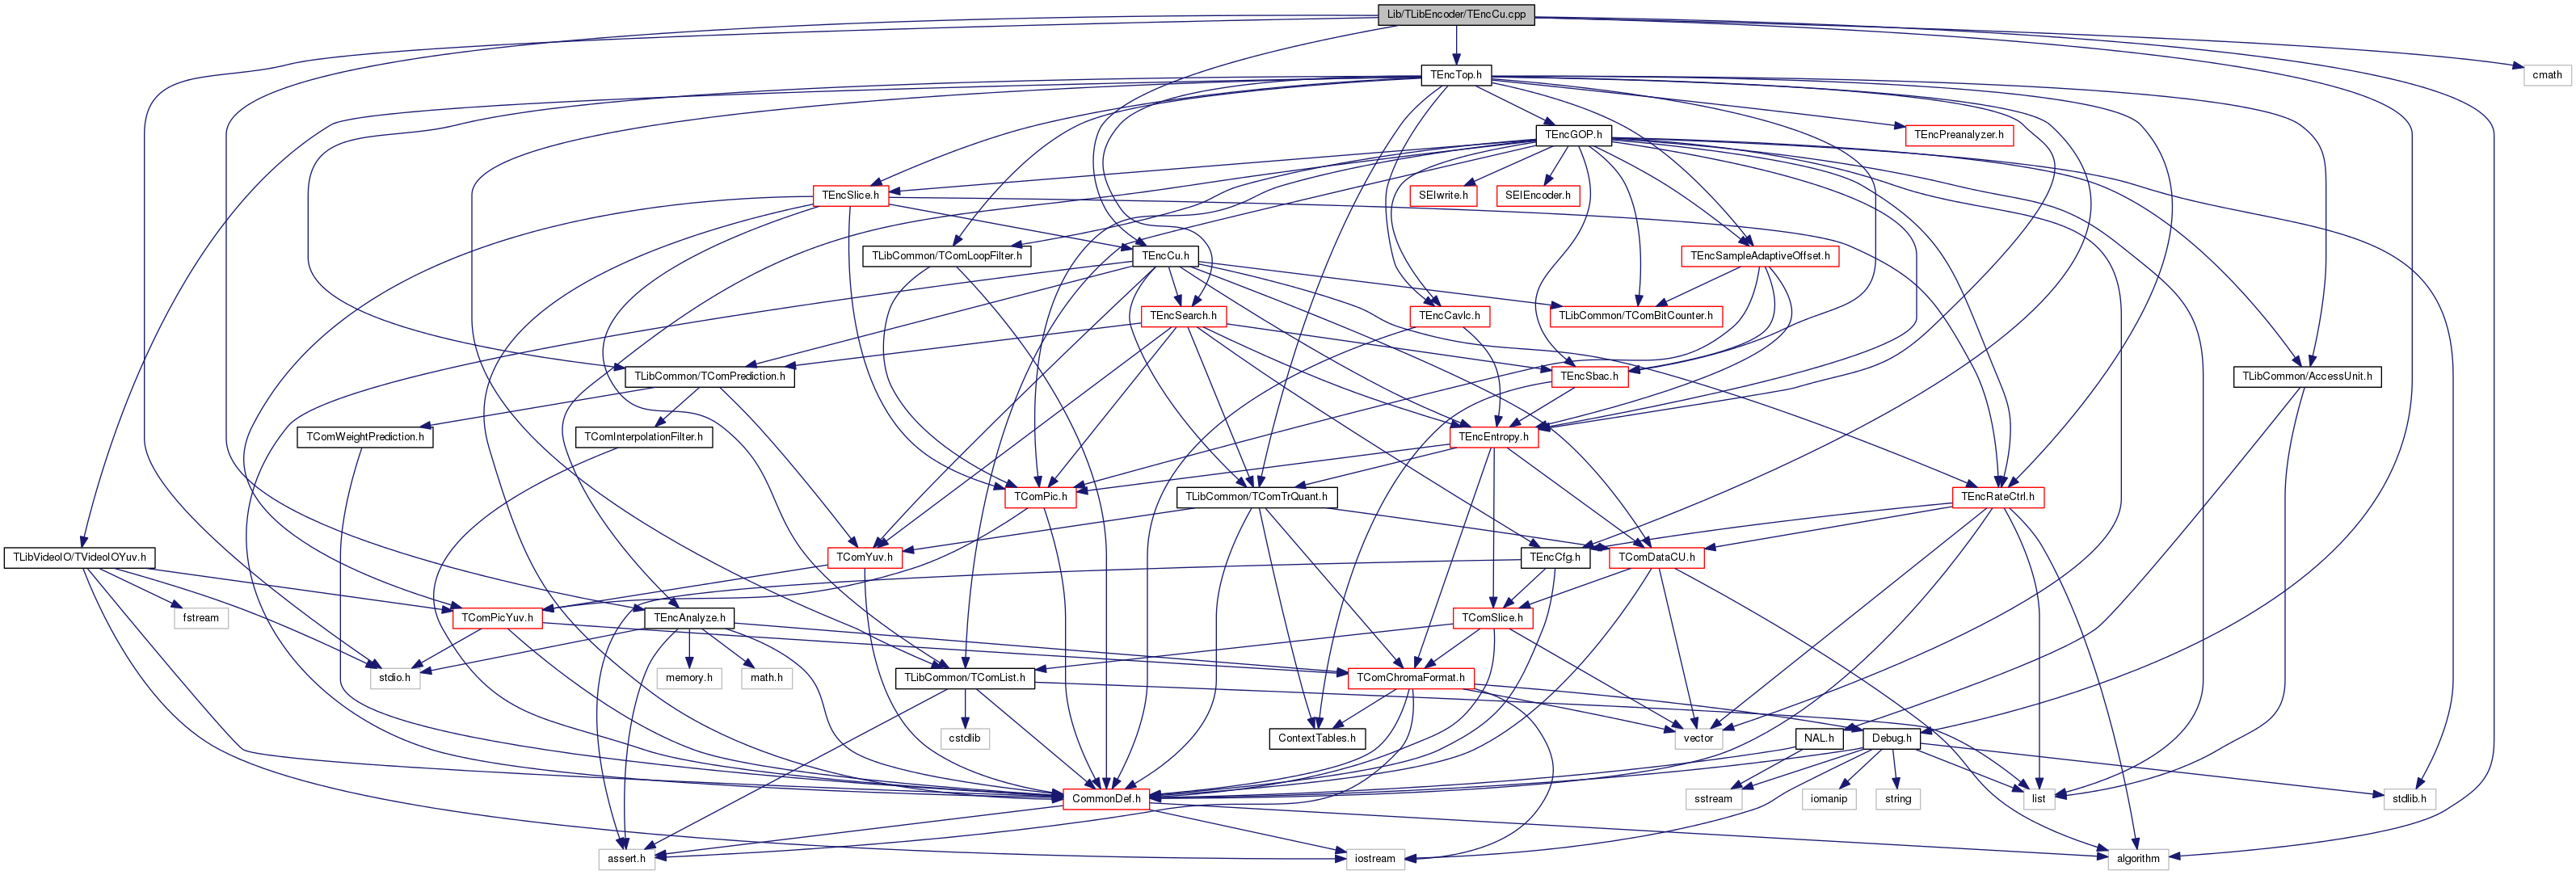 Lib/TLibEncoder/TEncCu.cpp
TEncTop.h
cmath
TEncGOP.h
TEncPreanalyzer.h
TEncSlice.h
SEIwrite.h
SEIEncoder.h
TLibCommon/TComLoopFilter.h
TEncCu.h
TEncSampleAdaptiveOffset.h
TEncSearch.h
TEncCavlc.h
TLibCommon/TComBitCounter.h
TLibCommon/TComPrediction.h
TEncSbac.h
TLibCommon/AccessUnit.h
TComWeightPrediction.h
TComInterpolationFilter.h
TEncEntropy.h
TComPic.h
TLibCommon/TComTrQuant.h
TEncRateCtrl.h
TLibVideoIO/TVideoIOYuv.h
TComYuv.h
TEncCfg.h
TComDataCU.h
fstream
TComPicYuv.h
TEncAnalyze.h
TComSlice.h
stdio.h
memory.h
math.h
TLibCommon/TComList.h
TComChromaFormat.h
cstdlib
ContextTables.h
vector
NAL.h
Debug.h
CommonDef.h
sstream
iomanip
string
list
stdlib.h
assert.h
iostream
algorithm